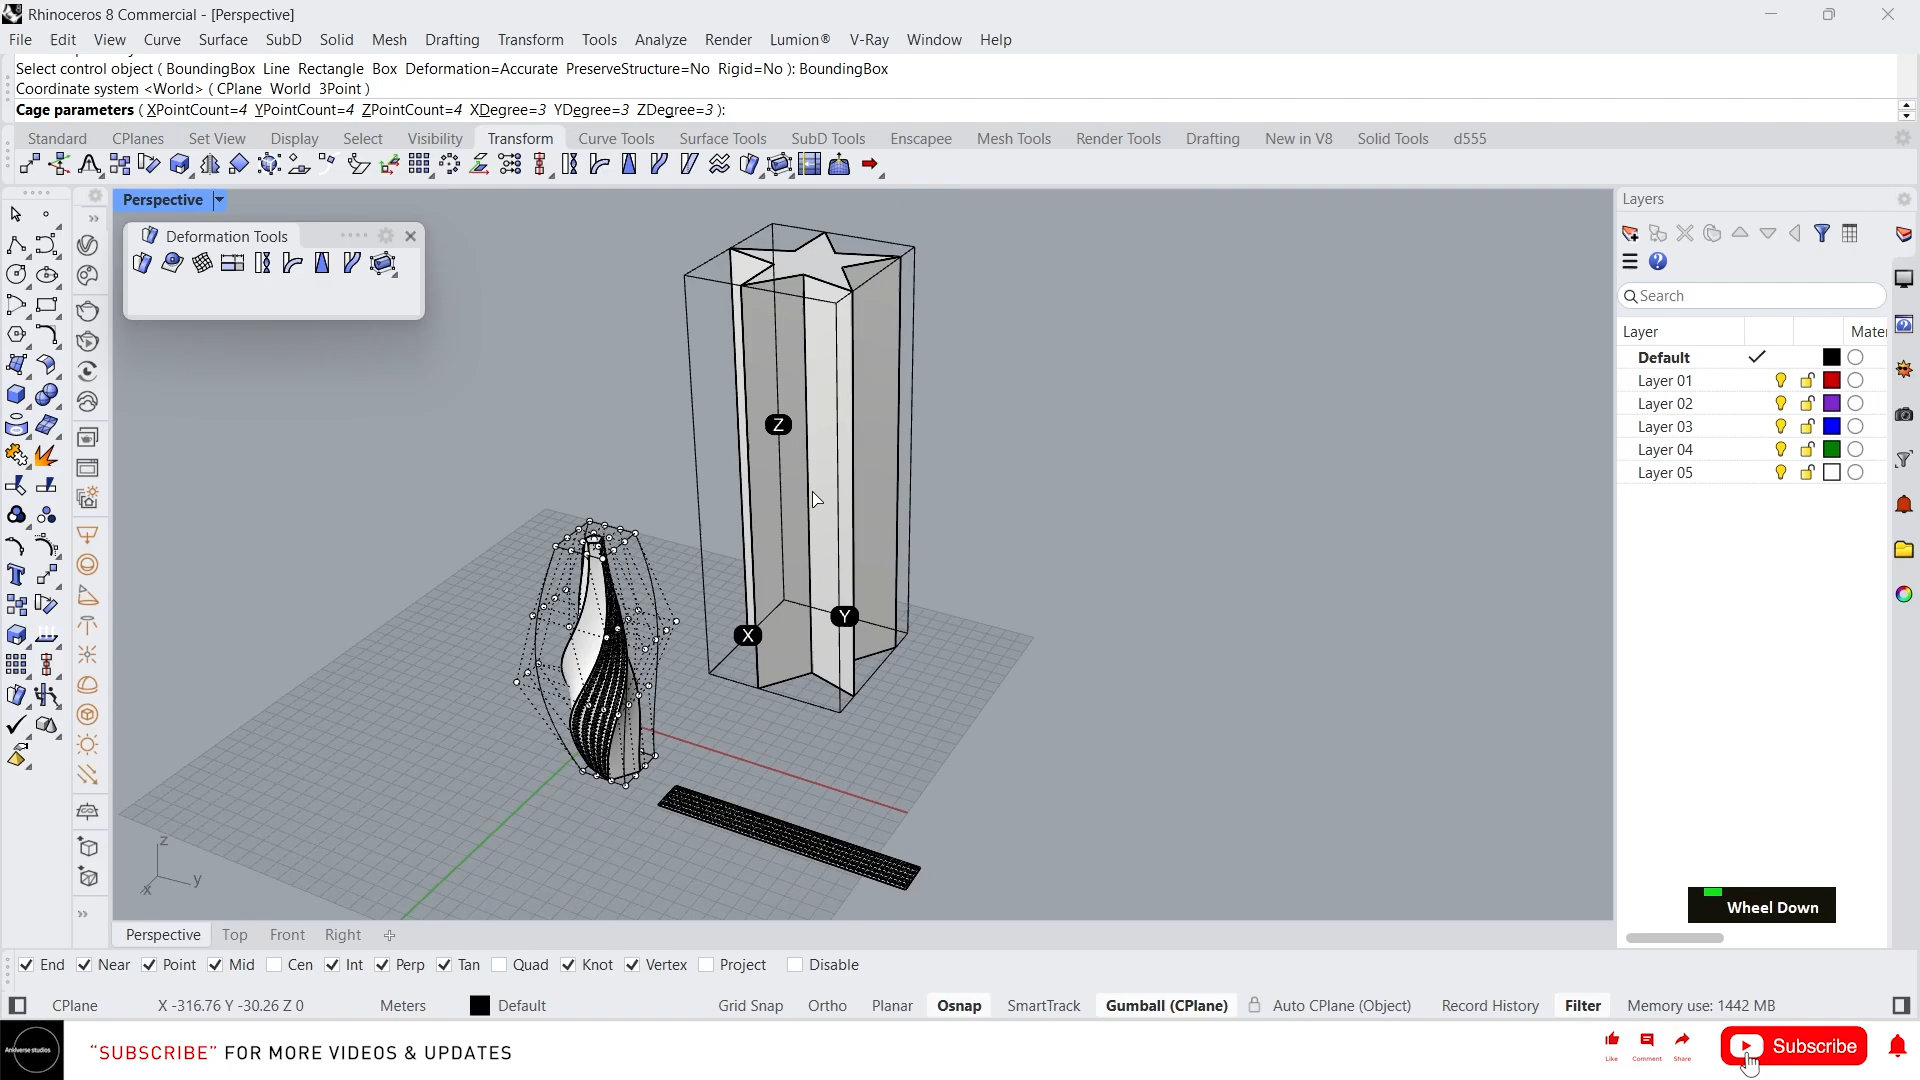 Rhinoceros 8 Commercial - [Perspective]
File Edit View Curve Surface SubD Solid Mesh Drafting Transform Tools Analyze Render Lumion® V-Ray Window Help
Select control object ( BoundingBox Line Rectangle Box Deformation=Accurate PreserveStructure=No Rigid=No ): BoundingBox
Coordinate system <World> ( CPlane World 3Point )
Cage parameters ( XPointCount=4 YPointCount=4 ZPointCount=4 XDegree=3 YDegree=3 ZDegree=3 ):
Standard CPlanes Set View Display Select Visibility Transform Curve Tools Surface Tools SubD Tools Enscapee Mesh Tools Render Tools Drafting New in V8 Solid Tools d555
Perspective
Layers
Deformation Tools
Search
Layer Mater
Default
Layer 01
Layer 02
Layer 03
Layer 04
Layer 05
Z
X
Y
z
x y
Wheel Down
Perspective Top Front Right
End Near Point Mid Cen Int Perp Tan Quad Knot Vertex Project Disable
CPlane X -316.76 Y -30.26 Z 0 Meters Default Grid Snap Ortho Planar Osnap SmartTrack Gumball (CPlane) Auto CPlane (Object) Record History Filter Memory use: 1442 MB
"SUBSCRIBE" FOR MORE VIDEOS & UPDATES
Like Comment Share
Subscribe